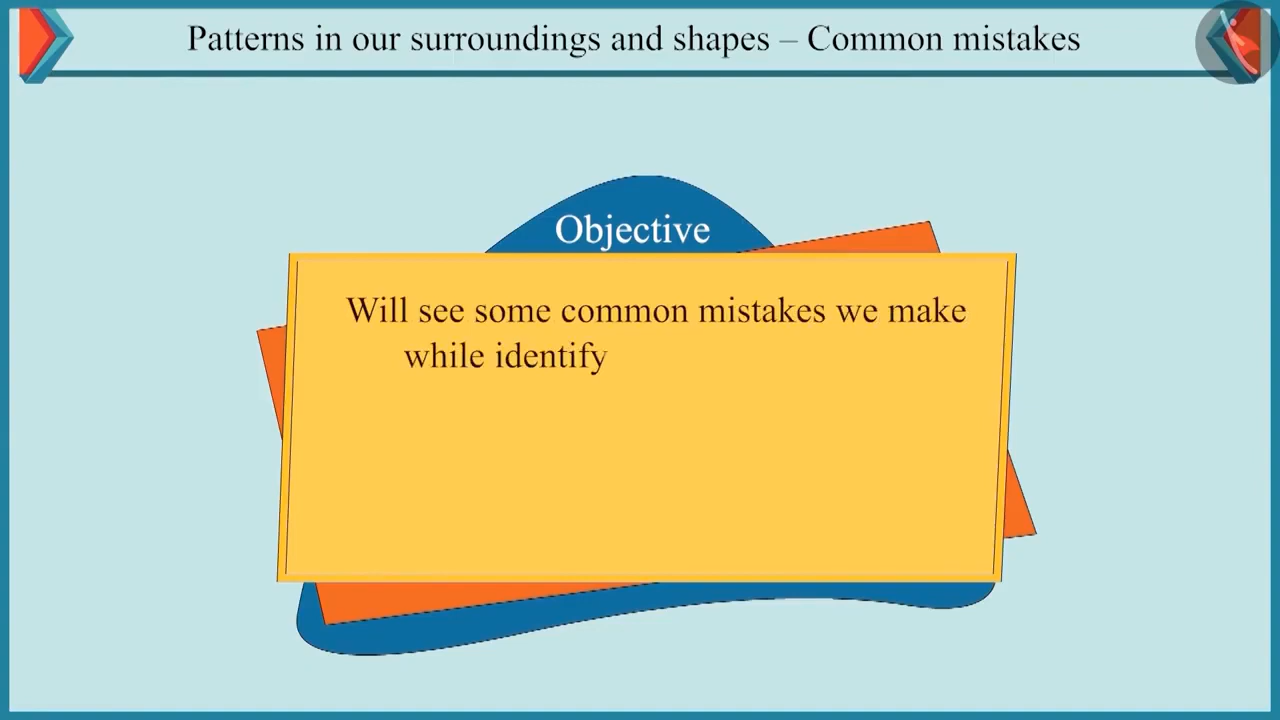 Patterns in our surroundings and shapes – Common mistakes
Objective
Will see some common mistakes we make
while identify